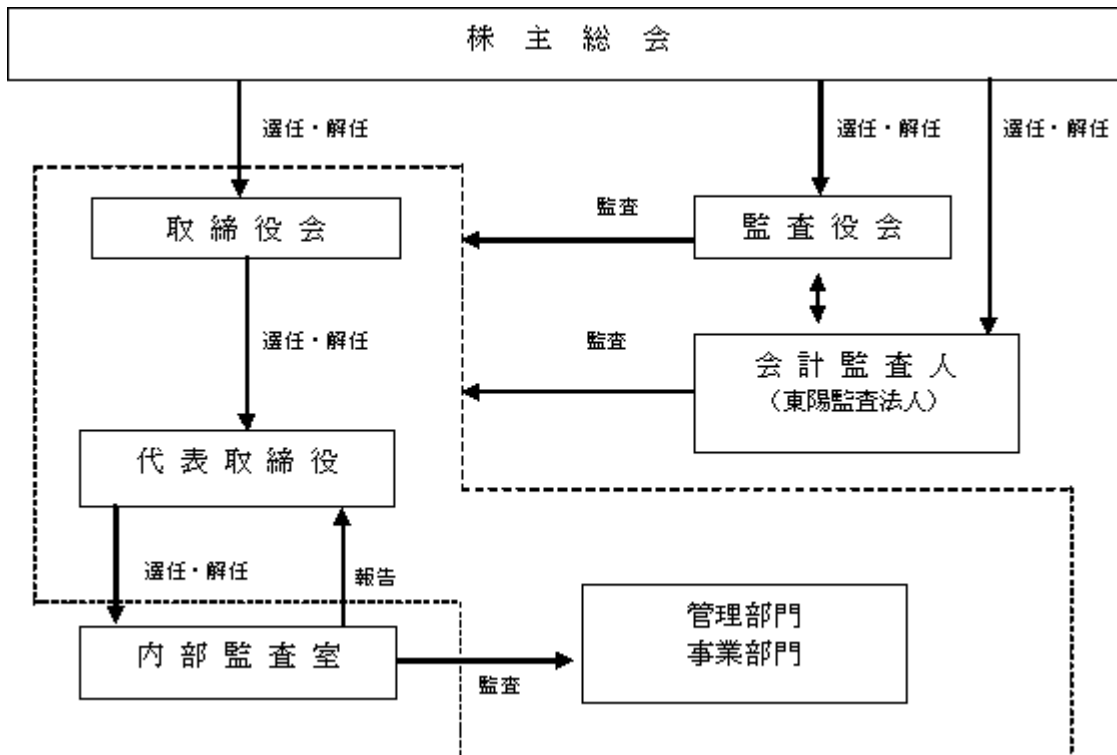 株主総会
選任・解任
選任・解任
選任・解任
取締役会
監査
監査役会
選任・解任
監査
会計監査人
（東陽監査法人）
代表取締役
選任・解任
報告
管理部門
事業部門
内部監査室
監査